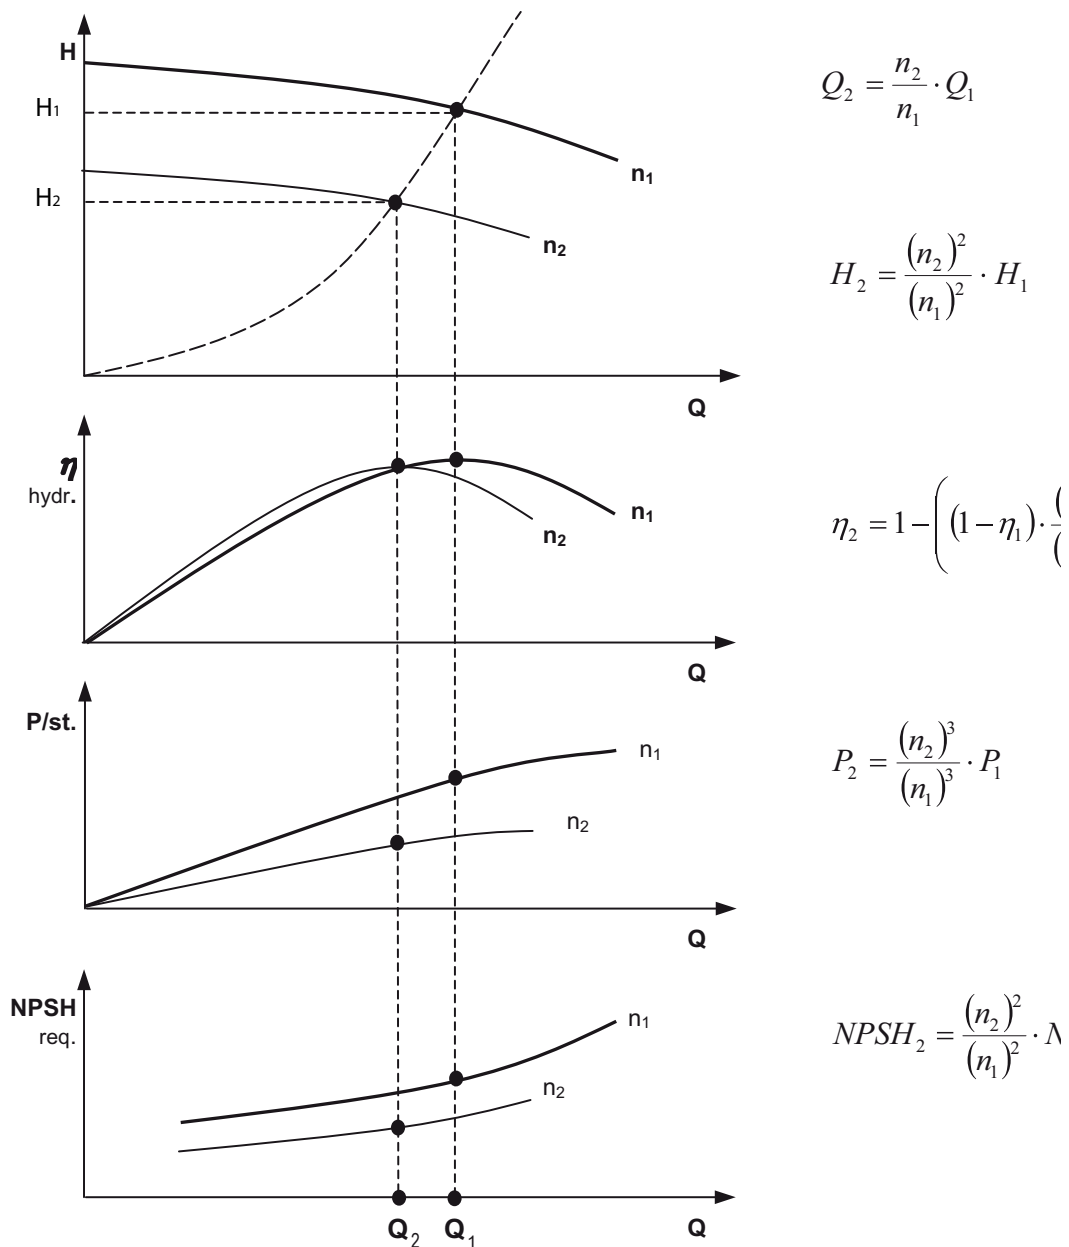 H
H₁
H₂
n₁
n₂
Q
Q₂ = n₂/n₁ · Q₁
H₂ = (n₂)²/(n₁)² · H₁
η
hydr.
n₁
n₂
Q
η₂ = 1 − ((1 − η₁) ·
P/st.
n₁
n₂
Q
P₂ = (n₂)³/(n₁)³ · P₁
NPSH
req.
n₁
n₂
NPSH₂ = (n₂)²/(n₁)² · N
Q₂ Q₁ Q